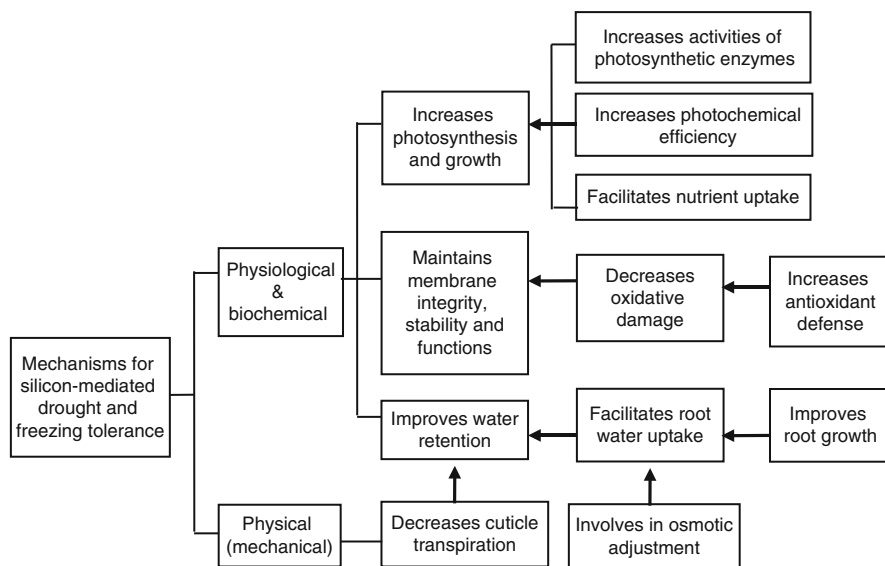 Increases activities of
photosynthetic enzymes
Increases
photosynthesis
and growth
Increases photochemical
efficiency
Facilitates nutrient uptake
Physiological
&
biochemical
Maintains
membrane
integrity,
stability and
functions
Decreases
oxidative
damage
Increases
antioxidant
defense
Mechanisms for
silicon-mediated
drought and
freezing tolerance
Improves water
retention
Facilitates root
water uptake
Improves
root growth
Physical
(mechanical)
Decreases cuticle
transpiration
Involves in osmotic
adjustment